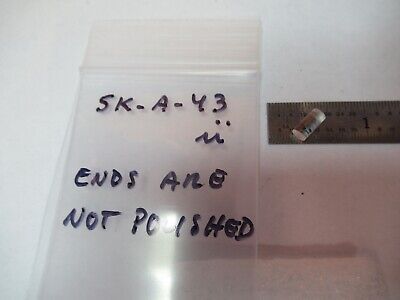 SK-A-43
ü
ENDS ARE
NOT POLISHED
1